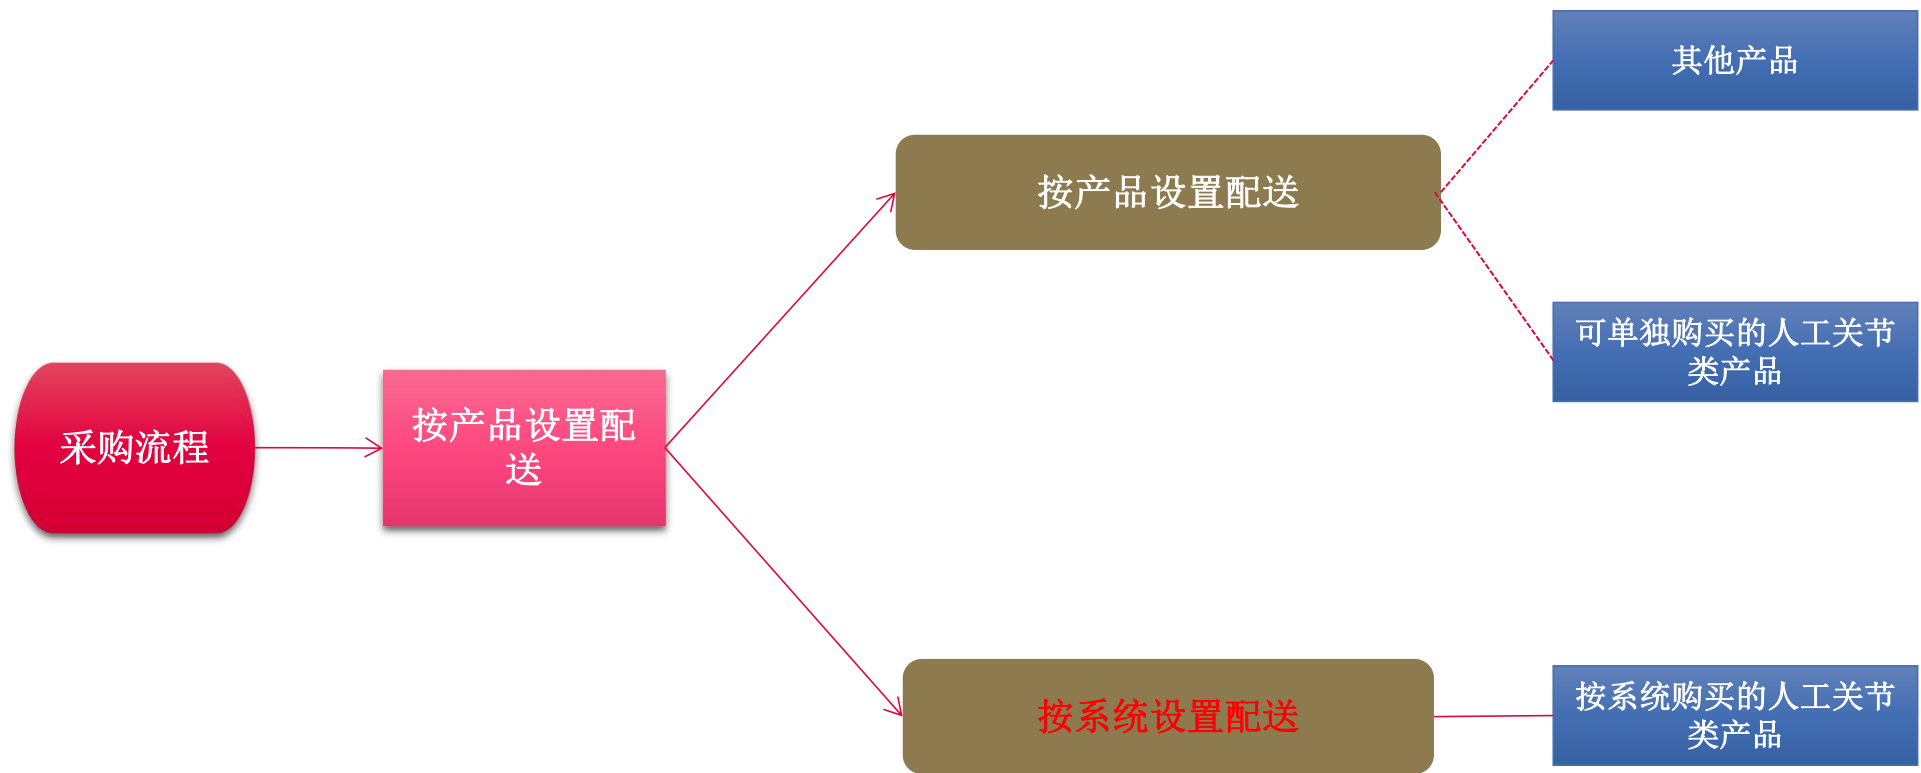 其他产品
按产品设置配送
可单独购买的人工关节
类产品
采购流程
按产品设置配
送
按系统设置配送
按系统购买的人工关节
类产品